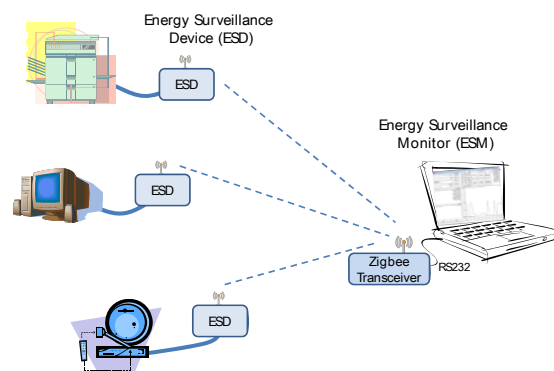 Energy Surveillance
Device (ESD)
ESD
Energy Surveillance
Monitor (ESM)
ESD
Zigbee
Transceiver
RS232
ESD